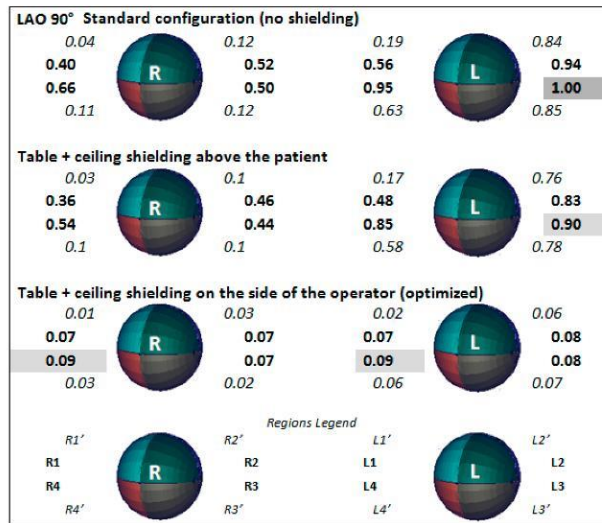 LAO 90° Standard configuration (no shielding)
0.04 0.12 0.19 0.84
0.40 R 0.52 0.56 L 0.94
0.66 0.50 0.95 1.00
0.11 0.12 0.63 0.85
Table + ceiling shielding above the patient
0.03 0.1 0.17 0.76
0.36 R 0.46 0.48 L 0.83
0.54 0.44 0.85 0.90
0.1 0.1 0.58 0.78
Table + ceiling shielding on the side of the operator (optimized)
0.01 0.03 0.02 0.06
0.07 R 0.07 0.07 L 0.08
0.09 0.07 0.09 0.08
0.03 0.02 0.06 0.07
Regions Legend
R1’ R2’ L1’ L2’
R1 R R2 L1 L L2
R4 R3 L4 L3
R4’ R3’ L4’ L3’